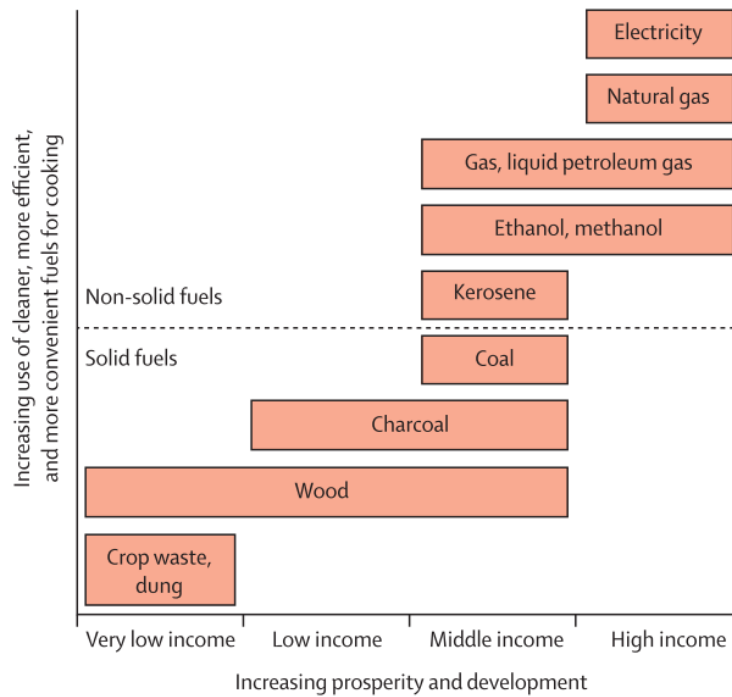 Electricity
Natural gas
Gas, liquid petroleum gas
Ethanol, methanol
Kerosene
Non-solid fuels
Solid fuels
Coal
Charcoal
Wood
Crop waste,
dung
Increasing use of cleaner, more efficient,
and more convenient fuels for cooking
Very low income
Low income
Middle income
High income
Increasing prosperity and development